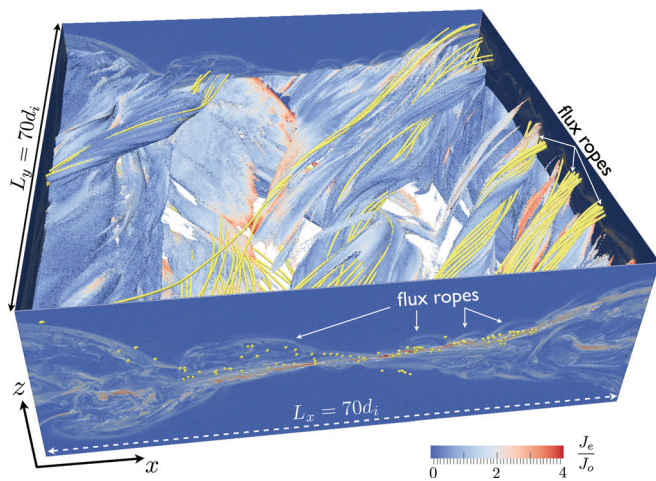 L_y = 70d_i
flux ropes
flux ropes
L_x = 70d_i
z
x
0 2 4
J_e
J_o